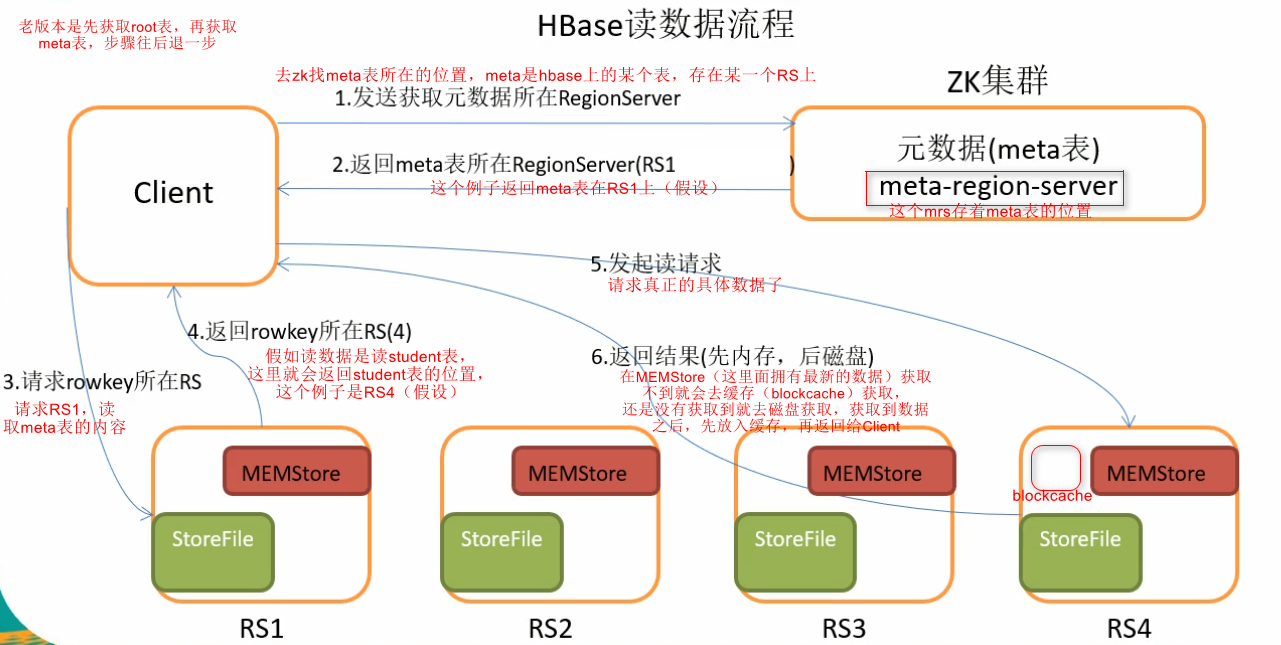 HBase读数据流程
老版本是先获取root表，再获取
meta表，步骤往后退一步
去zk找meta表所在的位置，meta是hbase上的某个表，存在某一个RS上
1.发送获取元数据所在RegionServer
ZK集群
元数据(meta表)
meta-region-server
这个mrs存着meta表的位置
Client
2.返回meta表所在RegionServer(RS1 )
这个例子返回meta表在RS1上（假设）
5.发起读请求
请求真正的具体数据了
4.返回rowkey所在RS(4)
假如读数据是读student表，
这里就会返回student表的位置，
这个例子是RS4（假设）
3.请求rowkey所在RS
请求RS1，读
取meta表的内容
6.返回结果(先内存，后磁盘)
在MEMStore（这里面拥有最新的数据）获取
不到就会去缓存（blockcache）获取，
还是没有获取到就去磁盘获取，获取到数据
之后，先放入缓存，再返回给Client
MEMStore
StoreFile
RS1
MEMStore
StoreFile
RS2
MEMStore
StoreFile
RS3
blockcache
MEMStore
StoreFile
RS4